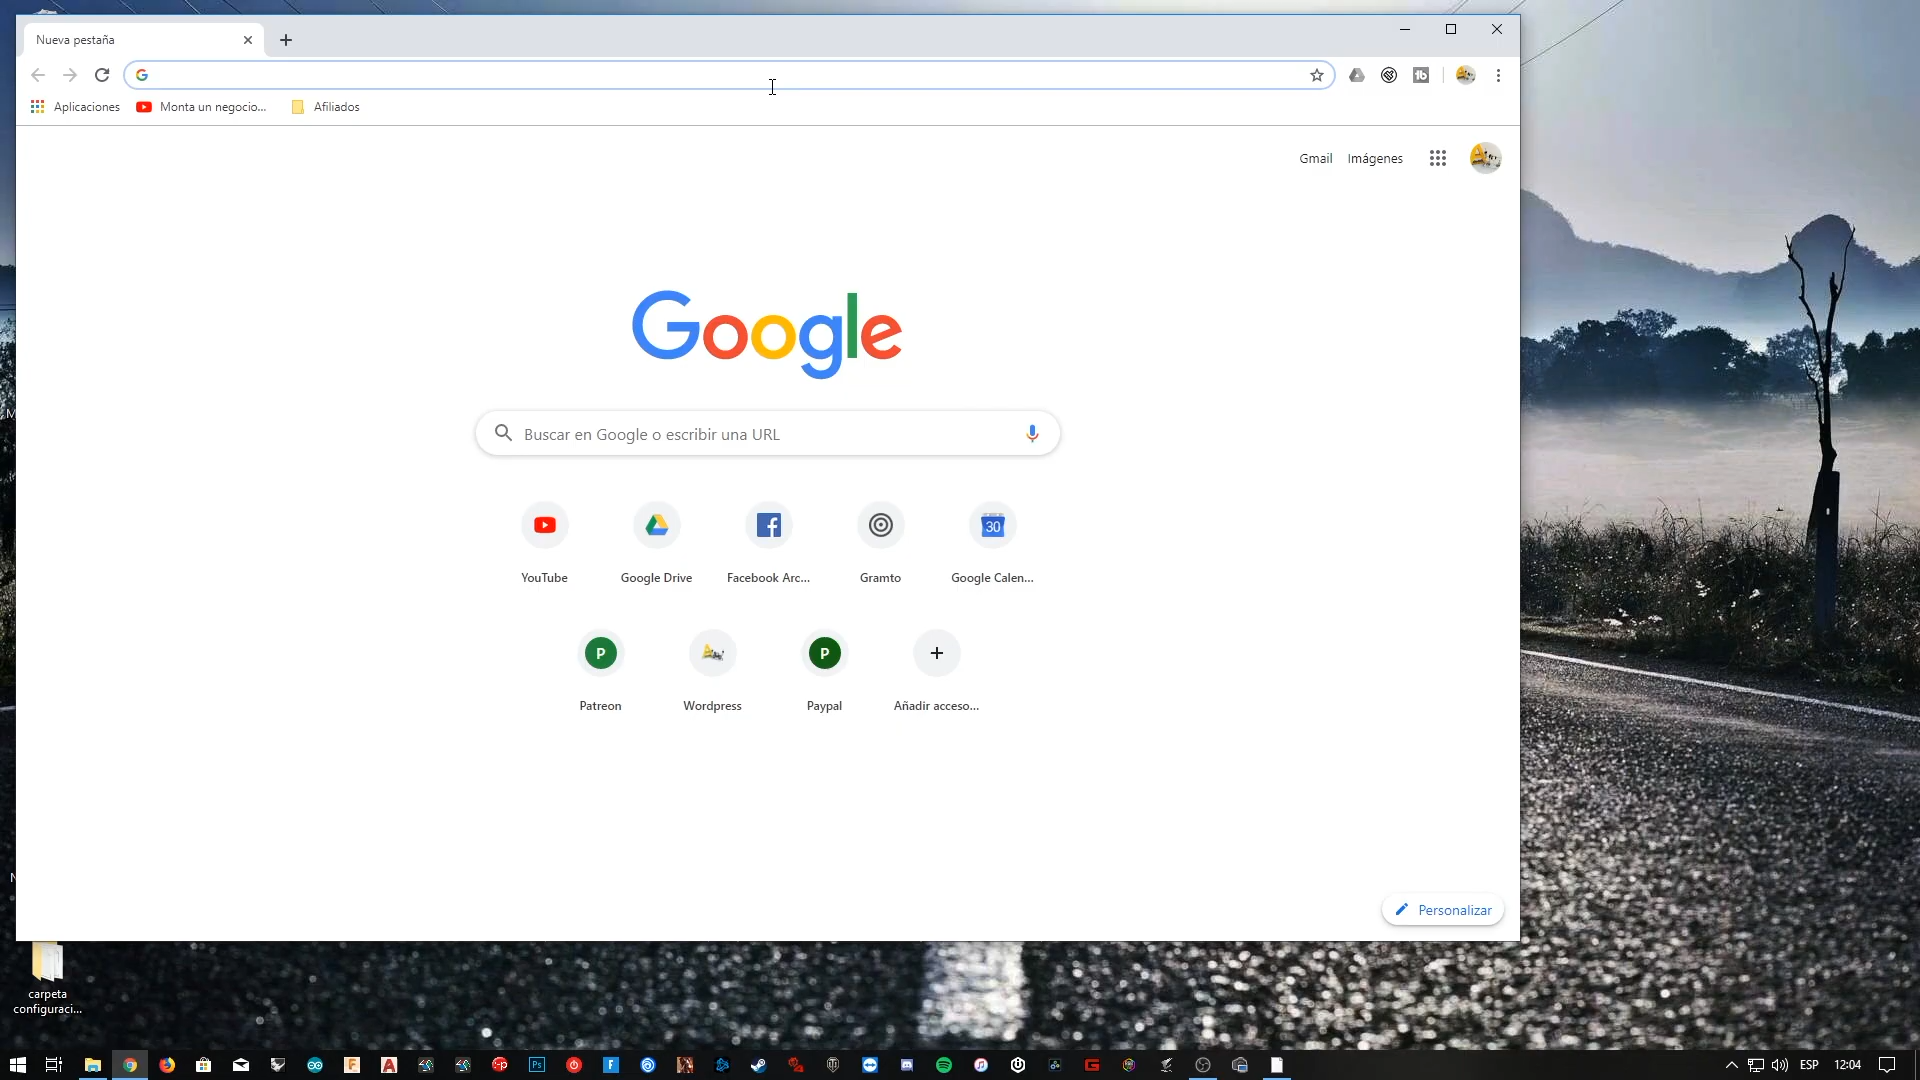 Nueva pestaña
Aplicaciones
Monta un negocio...
Afiliados
Gmail
Imágenes
Google
Buscar en Google o escribir una URL
30
YouTube
Google Drive
Facebook Arc...
Gramto
Google Calen...
P
P
Patreon
Wordpress
Paypal
Añadir acceso...
Personalizar
carpeta
configuraci...
ESP
12:04